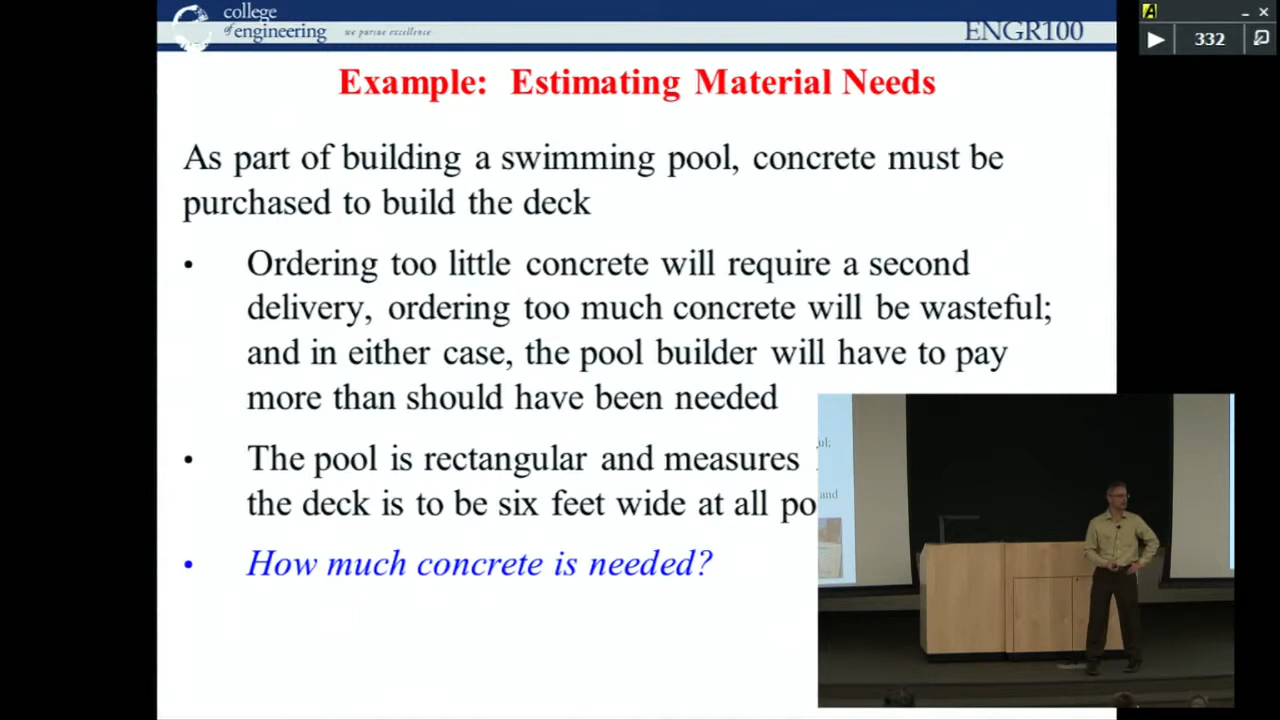 college
of engineering we pursue excellence
ENGR100
332
Example: Estimating Material Needs
As part of building a swimming pool, concrete must be
purchased to build the deck
• Ordering too little concrete will require a second
delivery, ordering too much concrete will be wasteful;
and in either case, the pool builder will have to pay
more than should have been needed
• The pool is rectangular and measures
the deck is to be six feet wide at all po
• How much concrete is needed?
and